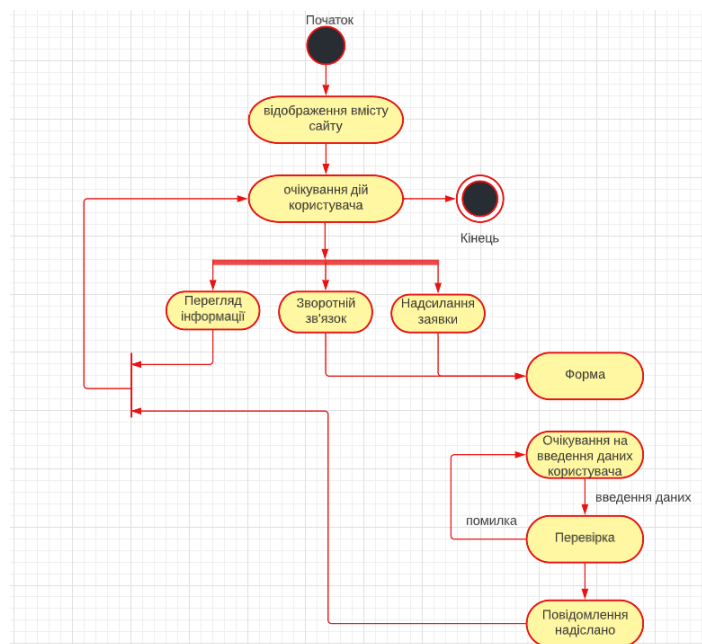 Початок
відображення вмісту
сайту
очікування дій
користувача
Кінець
Перегляд
інформації
Зворотній
зв'язок
Надсилання
заявки
Форма
Очікування на
введення даних
користувача
введення даних
помилка
Перевірка
Повідомлення
надіслано